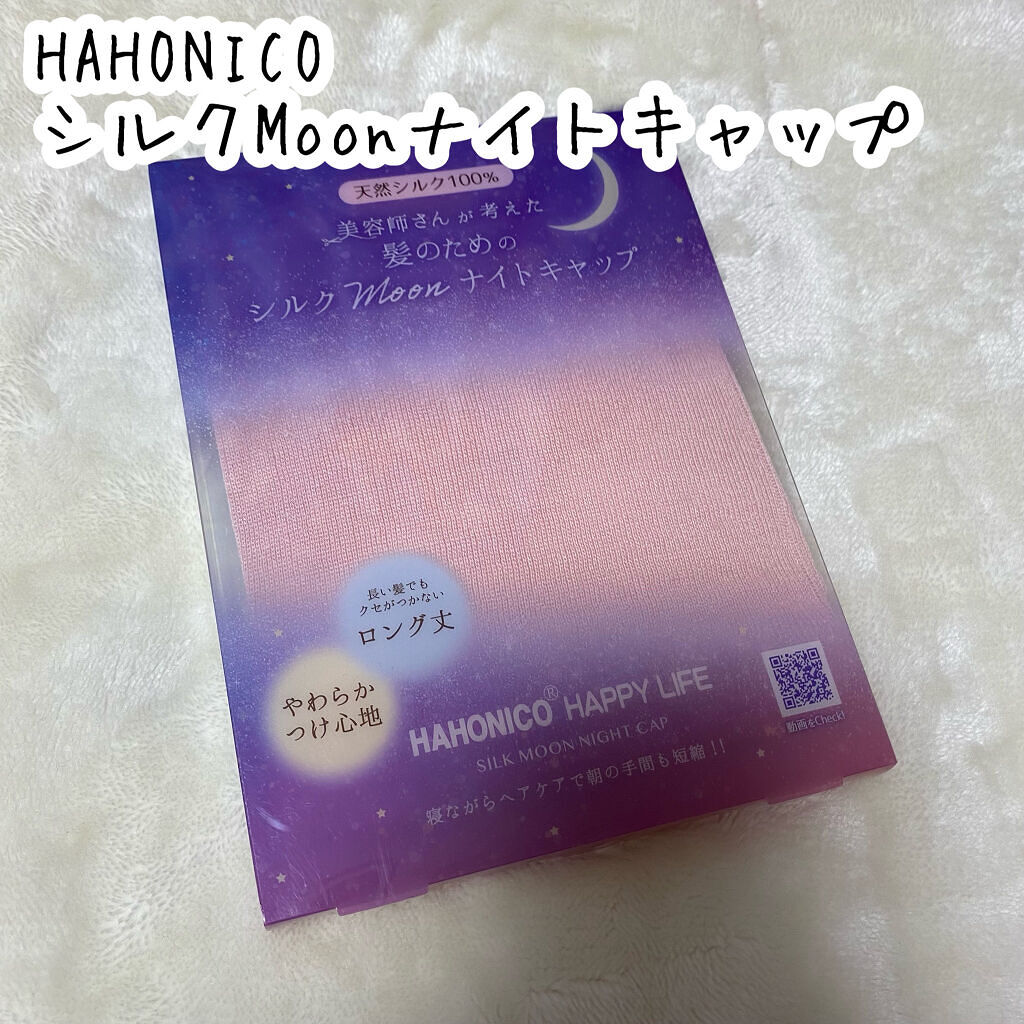 HAHONICO
シルクMoonナイトキャップ
天然シルク100%
美容師さんが考えた
髪のための
シルクMoonナイトキャップ
長い髪でも
クセがつかない
ロング丈
やわらか
つけ心地
HAHONICO® HAPPY LIFE
SILK MOON NIGHT CAP
寝ながらヘアケアで朝の手間も短縮!!
動画をCheck!